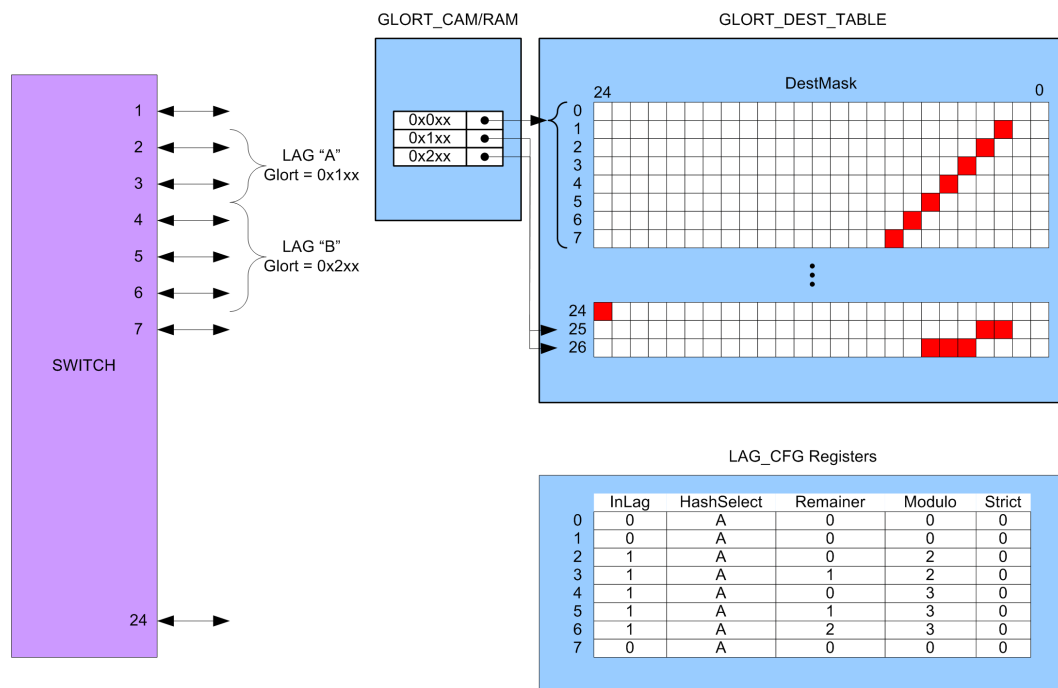 GLORT_CAM/RAM
GLORT_DEST_TABLE
DestMask
24 0
0
1
2
3
4
5
6
7
24
25
26
0x0xx
0x1xx
0x2xx
1
2
3
4
5
6
7
24
LAG “A”
Glort = 0x1xx
LAG “B”
Glort = 0x2xx
SWITCH
LAG_CFG Registers
InLag HashSelect Remainer Modulo Strict
0 0 A 0 0 0
1 0 A 0 0 0
2 1 A 0 2 0
3 1 A 1 2 0
4 1 A 0 3 0
5 1 A 1 3 0
6 1 A 2 3 0
7 0 A 0 0 0